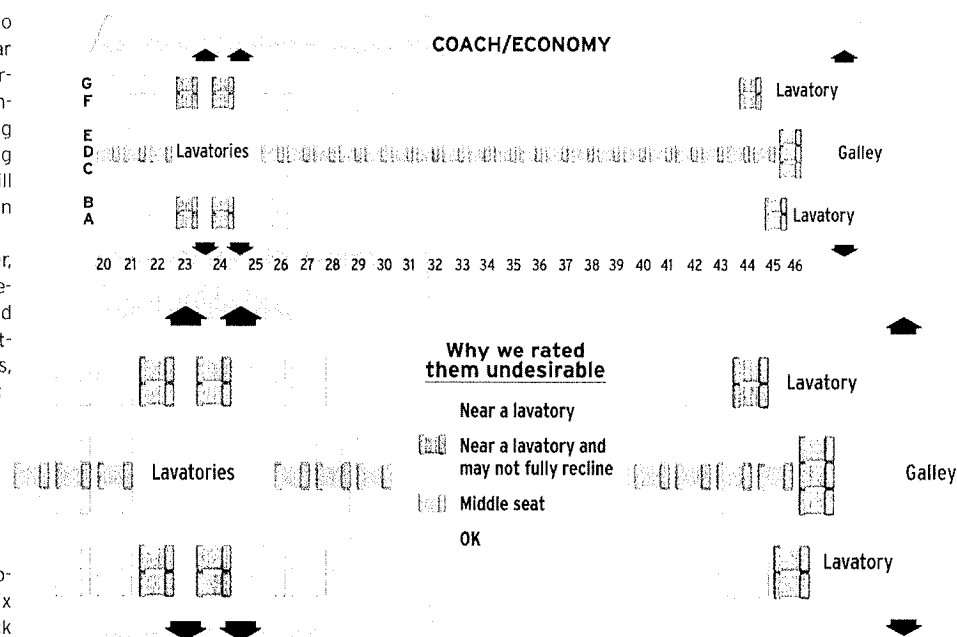 COACH/ECONOMY
G
F
Lavatory
E
D
C
Lavatories
Galley
B
A
Lavatory
20 21 22 23 24 25 26 27 28 29 30 31 32 33 34 35 36 37 38 39 40 41 42 43 44 45 46
Why we rated
them undesirable
Near a lavatory
Near a lavatory and
may not fully recline
Middle seat
OK
Lavatory
Lavatories
Galley
Lavatory